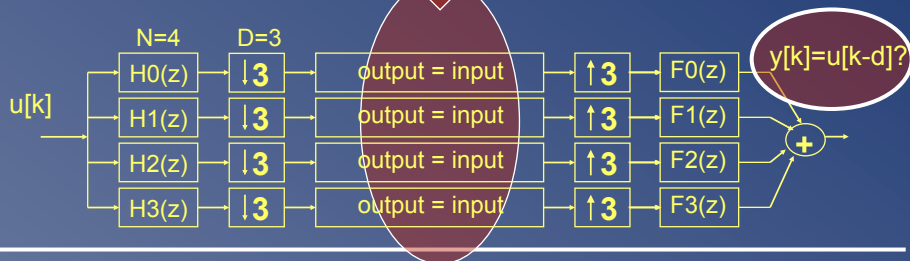 N=4 D=3
y[k]=u[k-d]?
H0(z) ↓3 output = input ↑3 F0(z)
u[k]
H1(z) ↓3 output = input ↑3 F1(z)
+
H2(z) ↓3 output = input ↑3 F2(z)
H3(z) ↓3 output = input ↑3 F3(z)